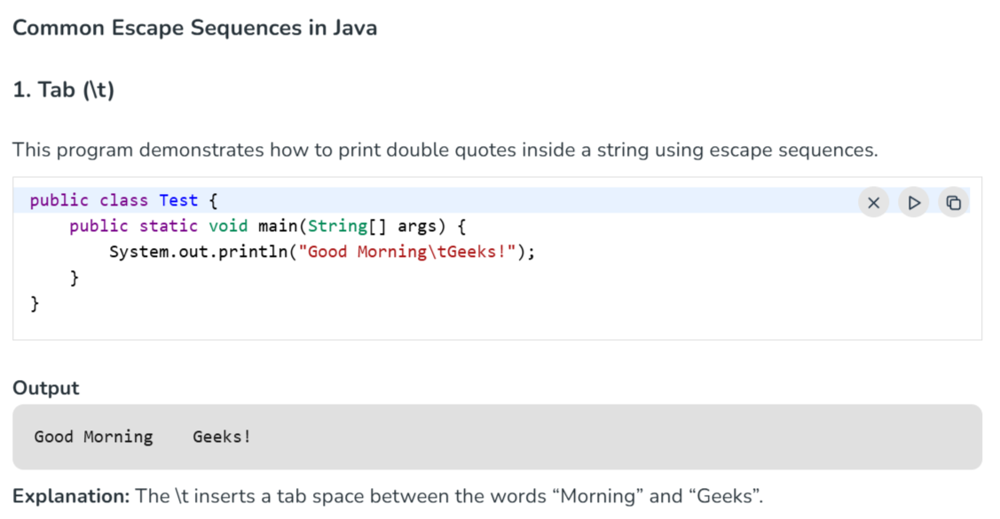 Common Escape Sequences in Java
1. Tab (\t)
This program demonstrates how to print double quotes inside a string using escape sequences.
public class Test {
    public static void main(String[] args) {
        System.out.println("Good Morning\tGeeks!");
    }
}
Output
Good Morning    Geeks!
Explanation: The \t inserts a tab space between the words “Morning” and “Geeks”.